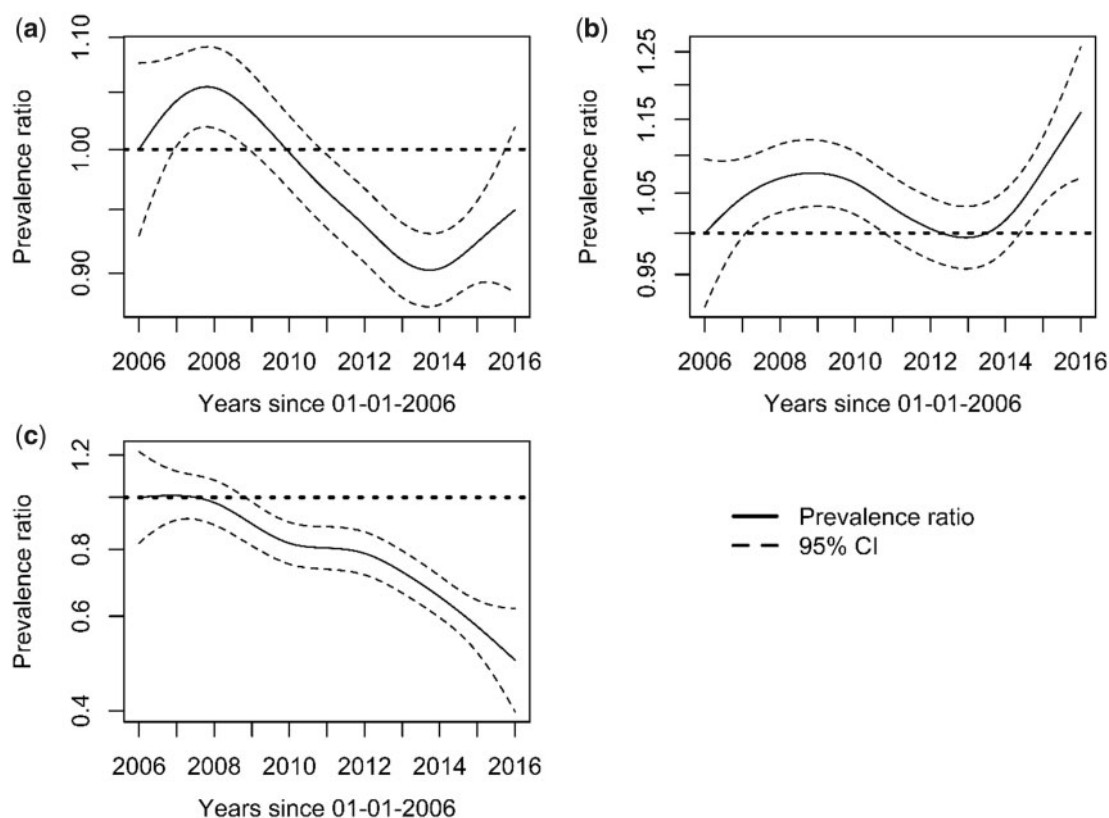 (a)
Prevalence ratio
1.10
1.00
0.90
2006 2008 2010 2012 2014 2016
Years since 01-01-2006
(b)
Prevalence ratio
1.25
1.15
1.05
0.95
2006 2008 2010 2012 2014 2016
Years since 01-01-2006
(c)
Prevalence ratio
1.2
0.8
0.6
0.4
2006 2008 2010 2012 2014 2016
Years since 01-01-2006
Prevalence ratio
95% CI